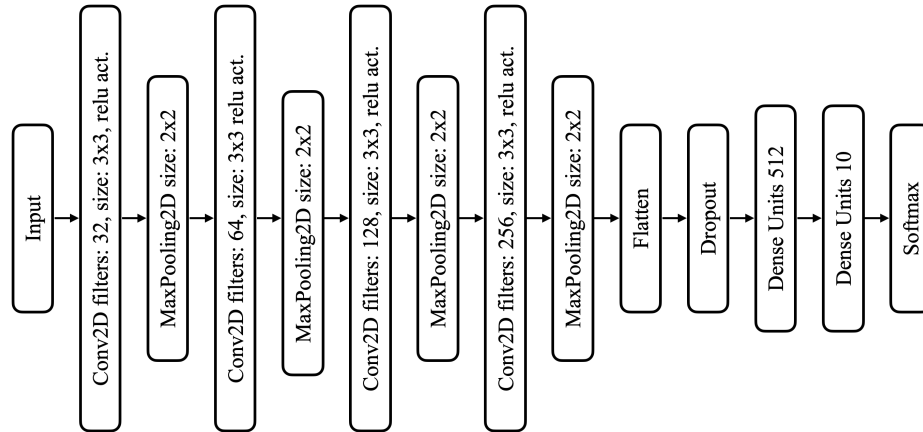 Input
Conv2D filters: 32, size: 3x3, relu act.
MaxPooling2D size: 2x2
Conv2D filters: 64, size: 3x3 relu act.
MaxPooling2D size: 2x2
Conv2D filters: 128, size: 3x3, relu act.
MaxPooling2D size: 2x2
Conv2D filters: 256, size: 3x3, relu act.
MaxPooling2D size: 2x2
Flatten
Dropout
Dense Units 512
Dense Units 10
Softmax